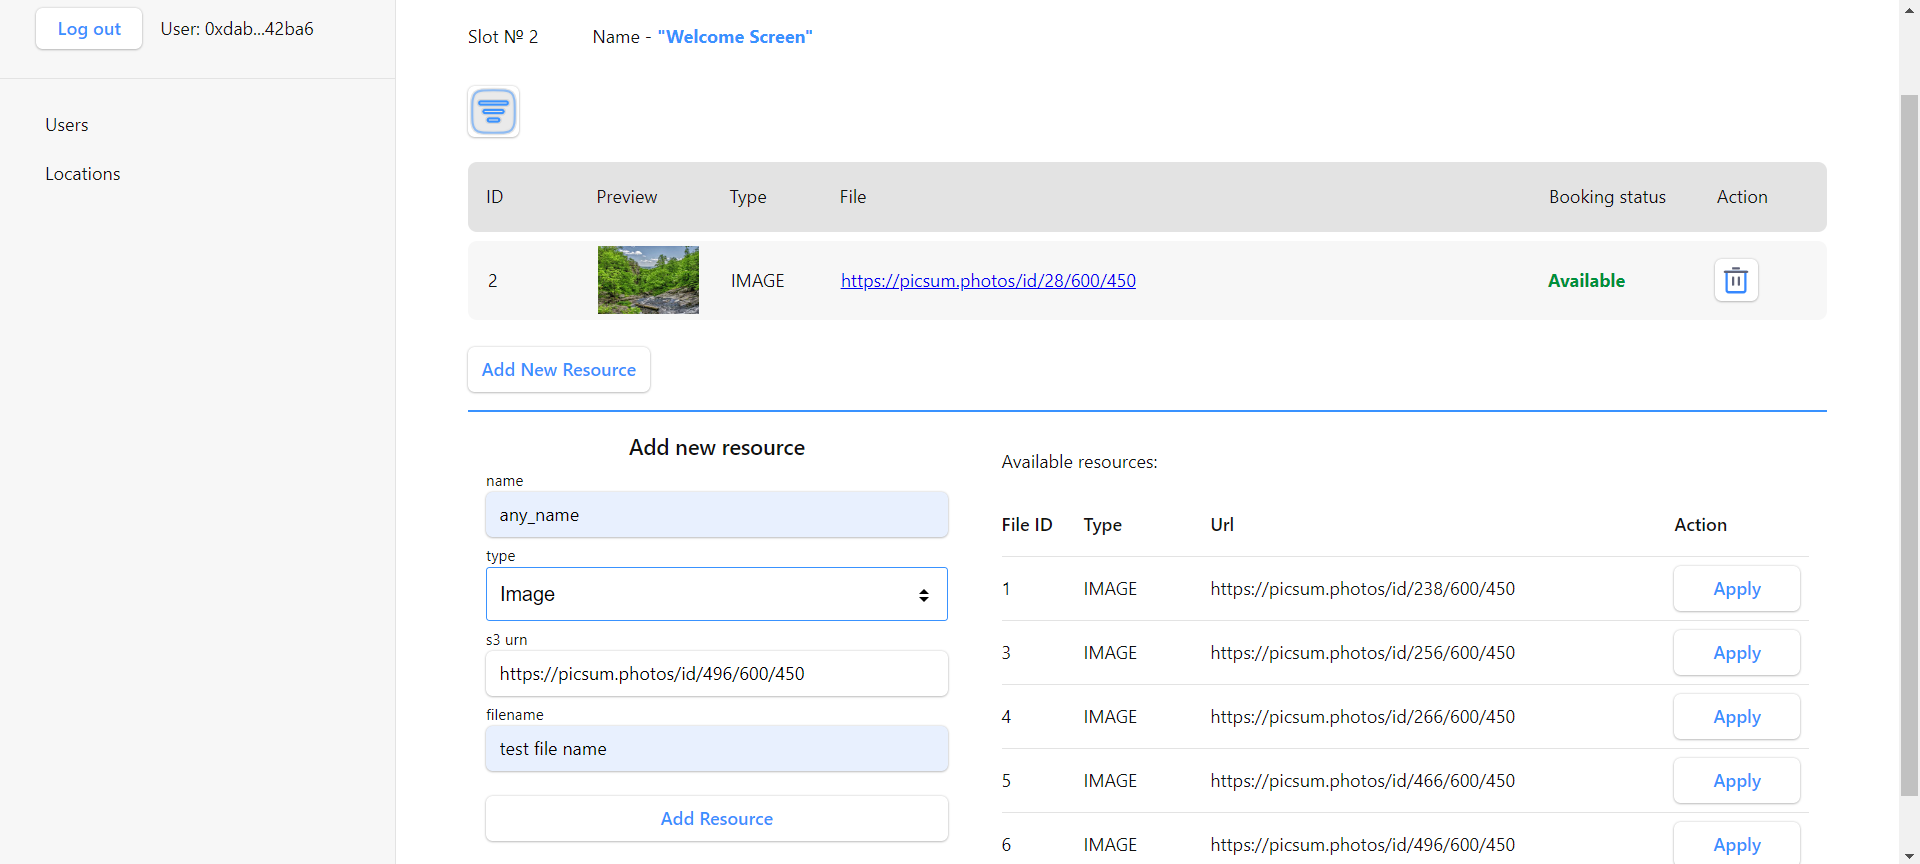 Log out
User: 0xdab...42ba6
Users
Locations
Slot № 2
Name - "Welcome Screen"
ID Preview Type File Booking status Action
2 IMAGE https://picsum.photos/id/28/600/450 Available
Add New Resource
Add new resource
name
any_name
type
Image
s3 urn
https://picsum.photos/id/496/600/450
filename
test file name
Add Resource
Available resources:
File ID Type Url Action
1 IMAGE https://picsum.photos/id/238/600/450 Apply
3 IMAGE https://picsum.photos/id/256/600/450 Apply
4 IMAGE https://picsum.photos/id/266/600/450 Apply
5 IMAGE https://picsum.photos/id/466/600/450 Apply
6 IMAGE https://picsum.photos/id/496/600/450 Apply